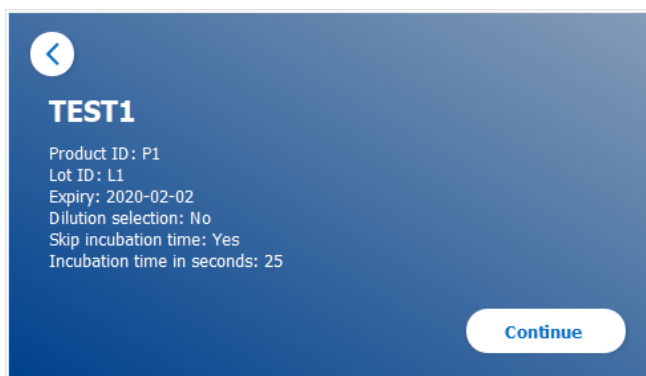 TEST1
Product ID: P1
Lot ID: L1
Expiry: 2020-02-02
Dilution selection: No
Skip incubation time: Yes
Incubation time in seconds: 25
Continue